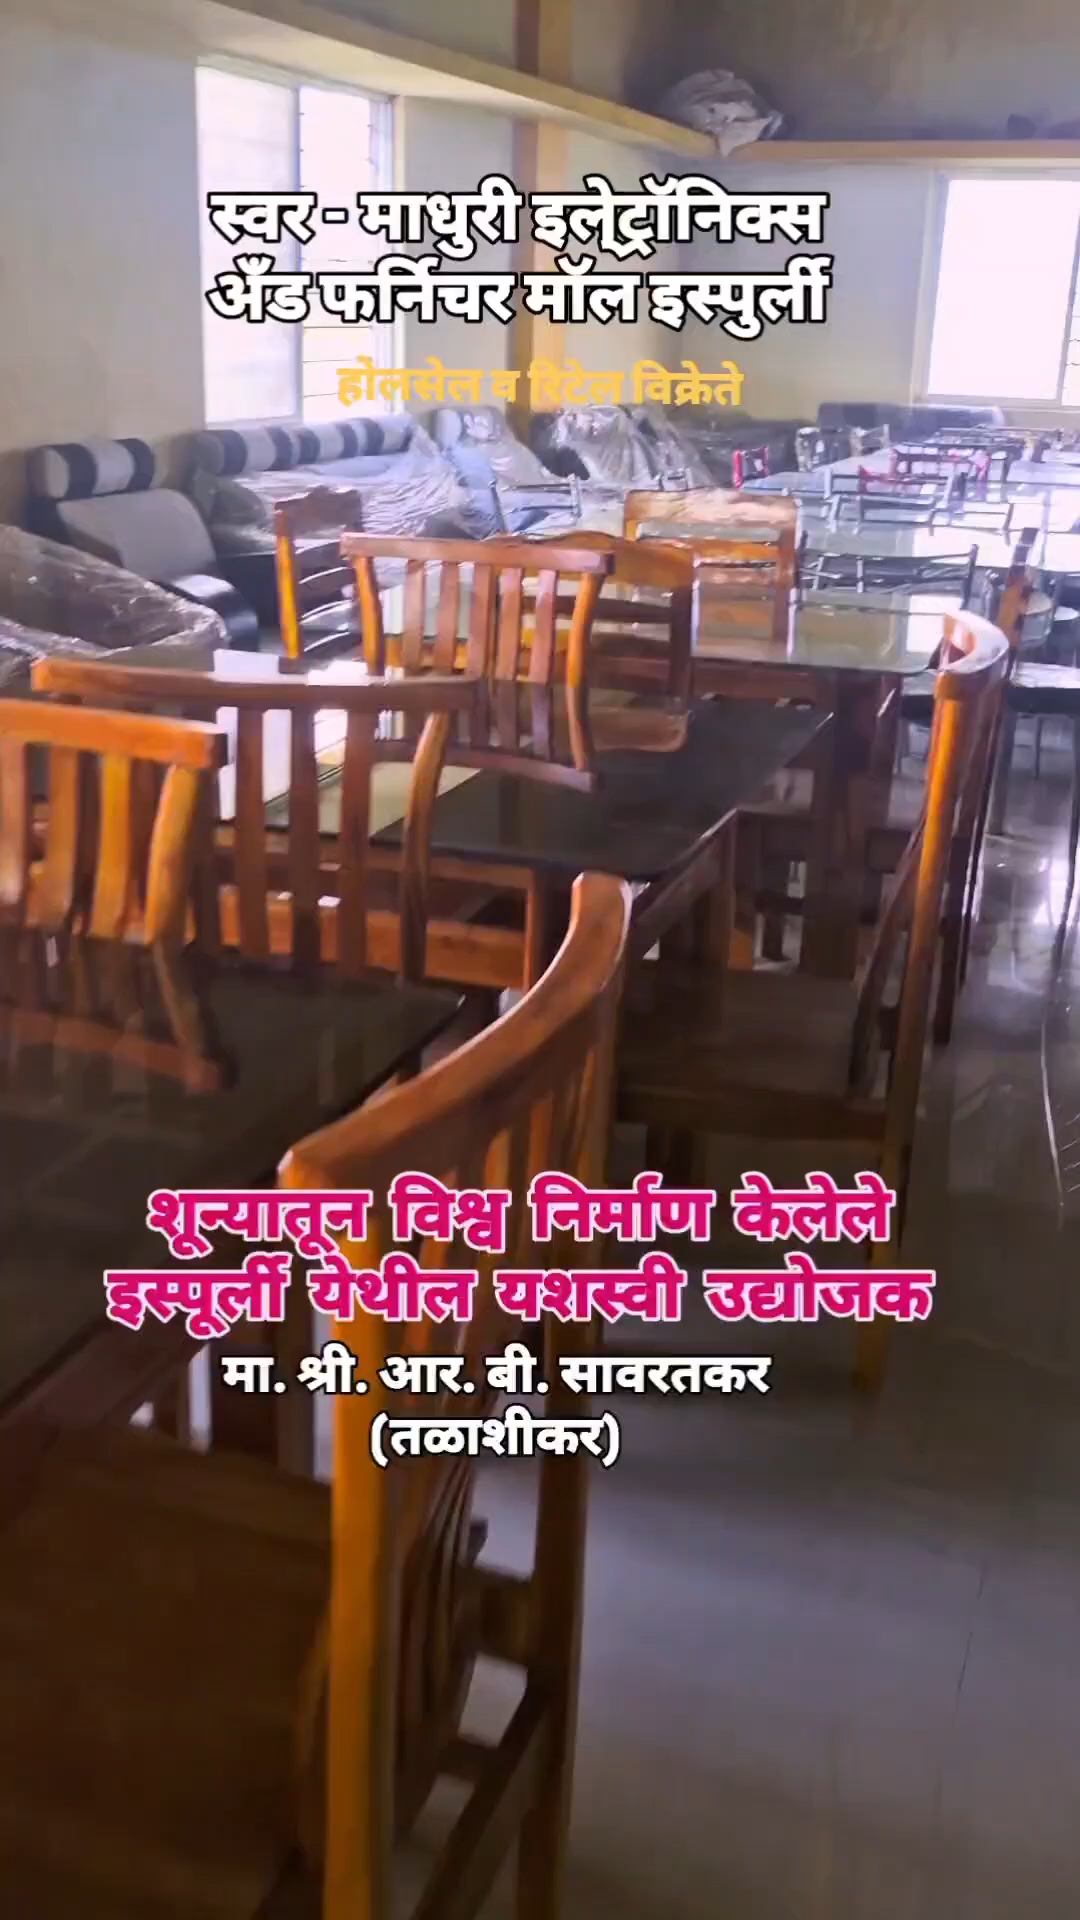 स्वर - माधुरी इले्ट्रॉनिक्स
अँड फर्निचर मॉल इस्पुर्ली
होलसेल व रिटेल विक्रेते
शून्यातून विश्व निर्माण केलेले
इस्पूर्ली येथील यशस्वी उद्योजक
मा. श्री. आर. बी. सावरतकर
(तळाशीकर)